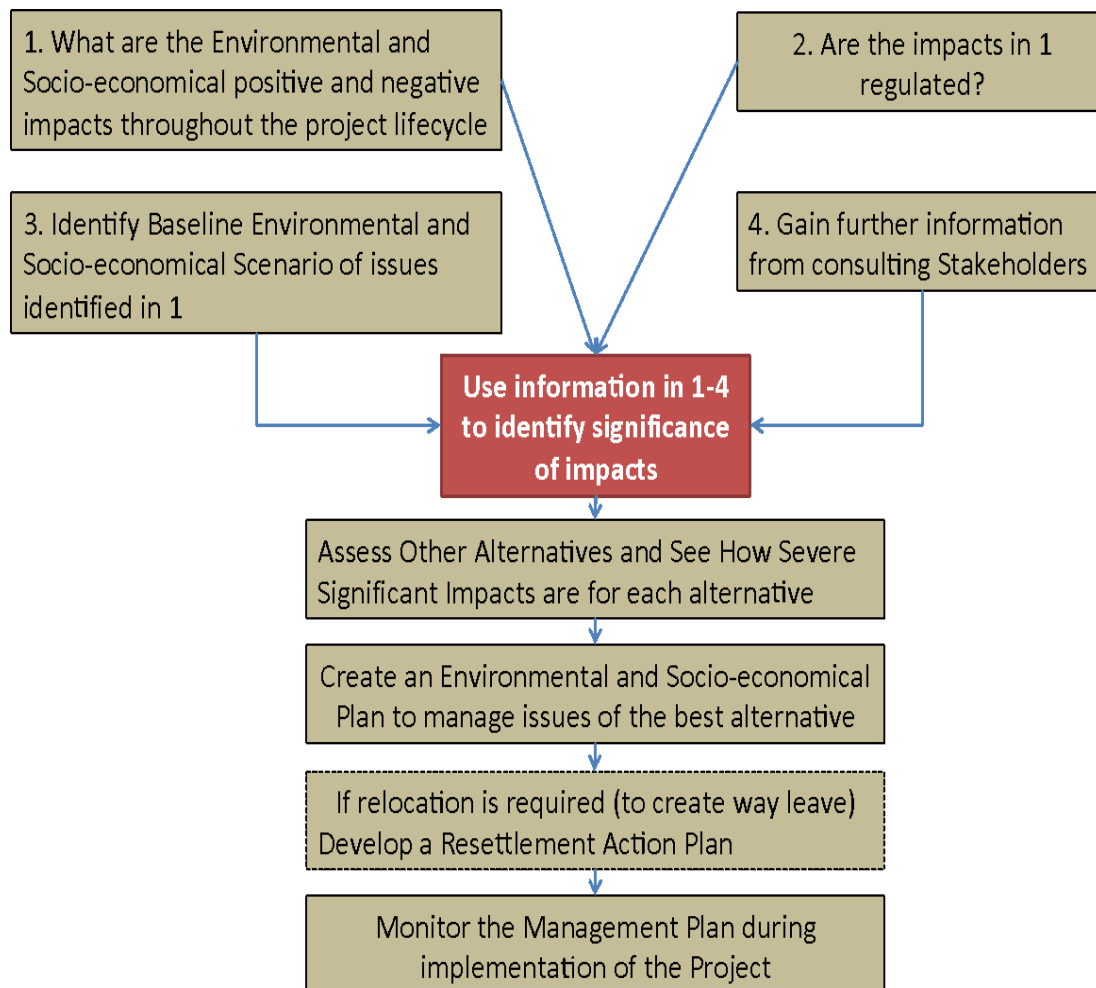 1. What are the Environmental and
Socio-economical positive and negative
impacts throughout the project lifecycle
2. Are the impacts in 1
regulated?
3. Identify Baseline Environmental and
Socio-economical Scenario of issues
identified in 1
4. Gain further information
from consulting Stakeholders
Use information in 1-4
to identify significance
of impacts
Assess Other Alternatives and See How Severe
Significant Impacts are for each alternative
Create an Environmental and Socio-economical
Plan to manage issues of the best alternative
If relocation is required (to create way leave)
Develop a Resettlement Action Plan
Monitor the Management Plan during
implementation of the Project